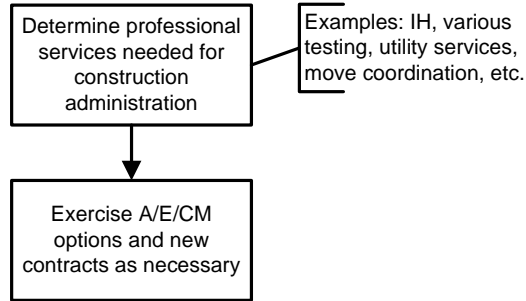 Determine professional
services needed for
construction
administration
Examples: IH, various
testing, utility services,
move coordination, etc.
Exercise A/E/CM
options and new
contracts as necessary